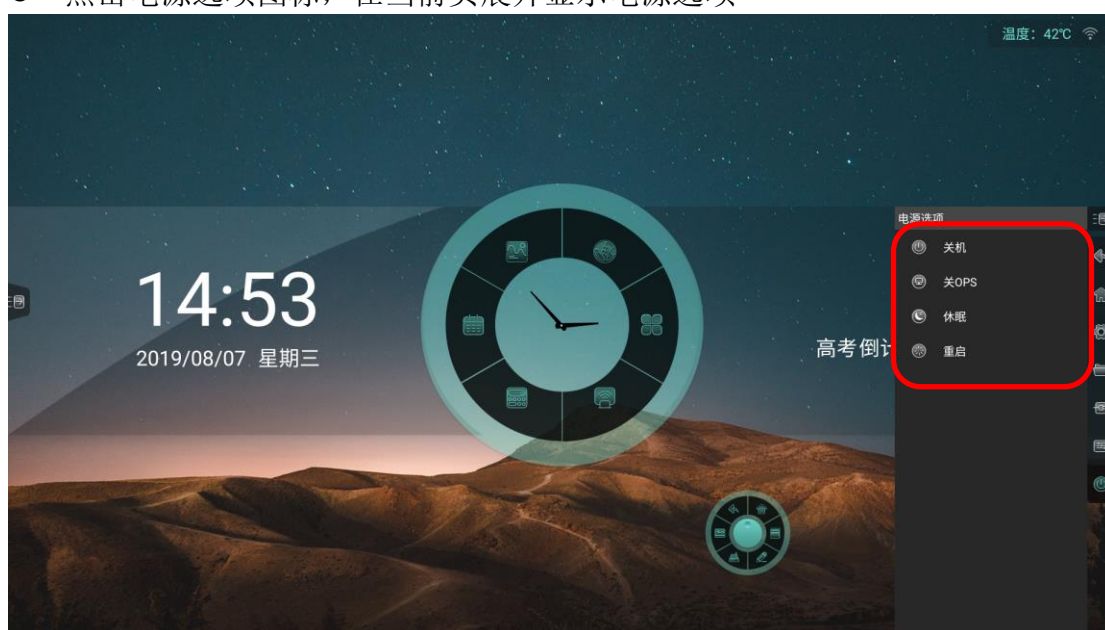 点击电源选项图标，在当前页展开显示电源选项
温度：42℃
电源选项
关机
关OPS
休眠
重启
14:53
2019/08/07 星期三
高考倒计